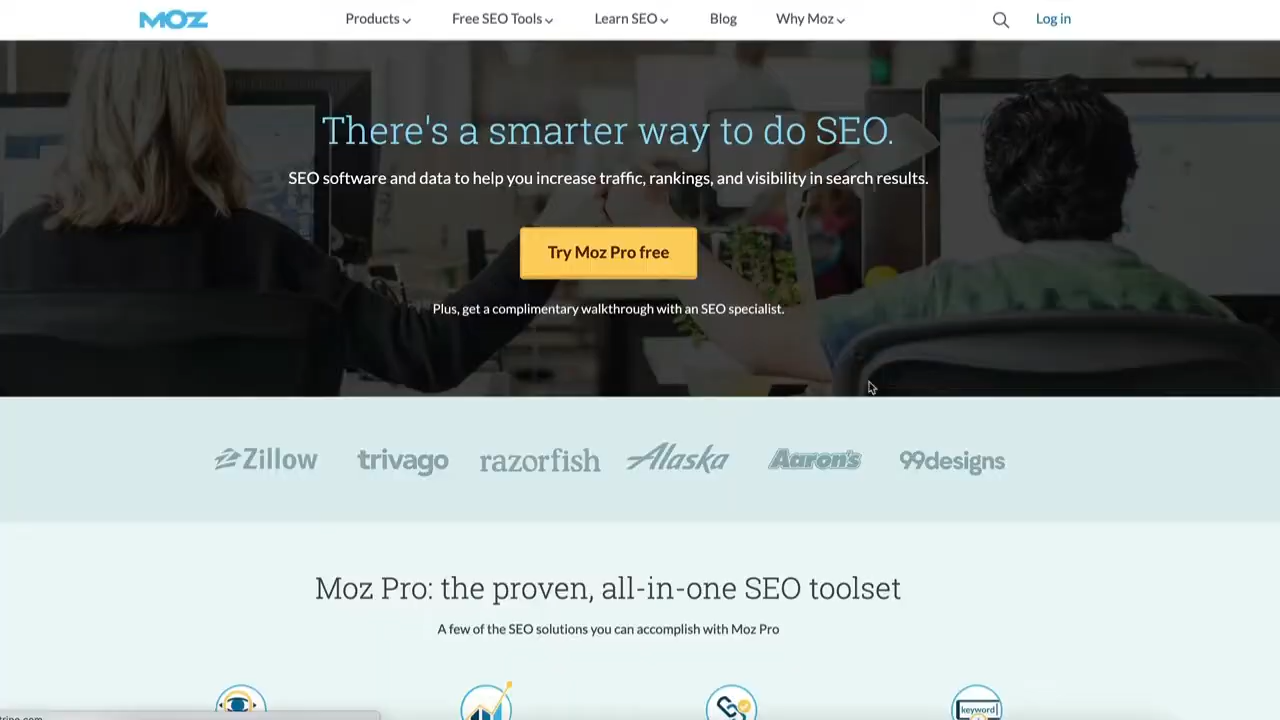 MOZ
Products
Free SEO Tools
Learn SEO
Blog
Why Moz
Log in
There's a smarter way to do SEO.
SEO software and data to help you increase traffic, rankings, and visibility in search results.
Try Moz Pro free
Plus, get a complimentary walkthrough with an SEO specialist.
Zillow
trivago
razorfish
Alaska
Aaron's
99designs
Moz Pro: the proven, all-in-one SEO toolset
A few of the SEO solutions you can accomplish with Moz Pro
keyword